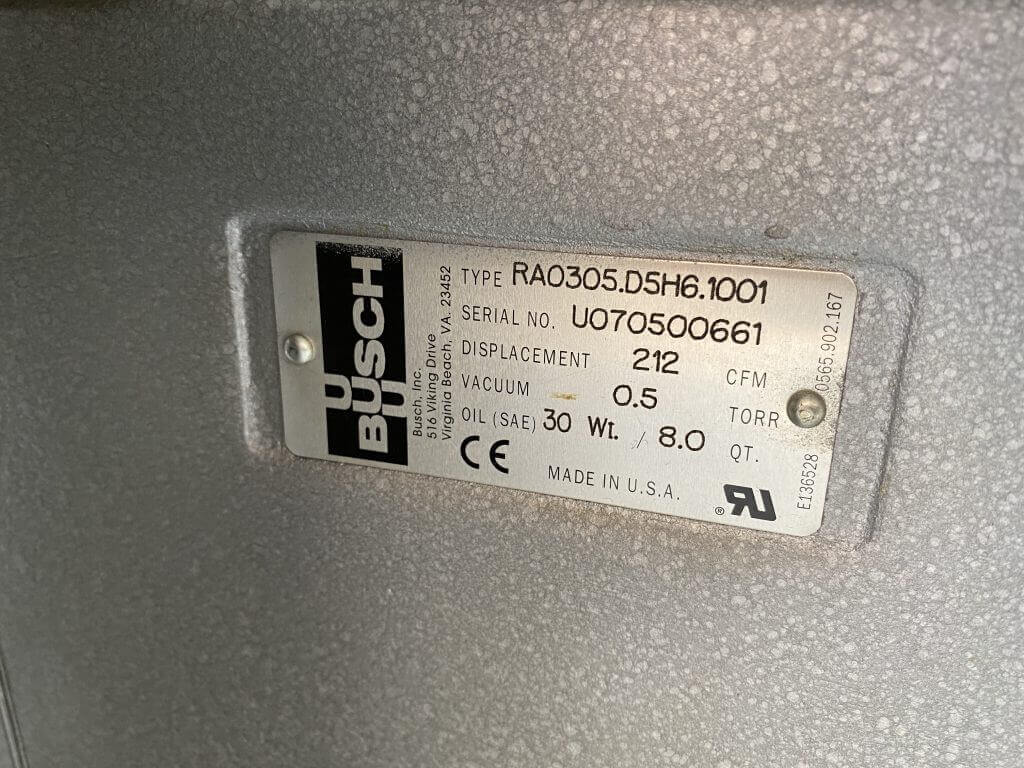 BUSCH
Busch, Inc.
516 Viking Drive
Virginia Beach, VA. 23452
TYPE RA0305.D5H6.1001
SERIAL NO. U070500661
DISPLACEMENT 212 CFM
VACUUM 0.5 TORR
OIL (SAE) 30 Wt. / 8.0 QT.
CE
MADE IN U.S.A.
®
E136528
0565.902.167